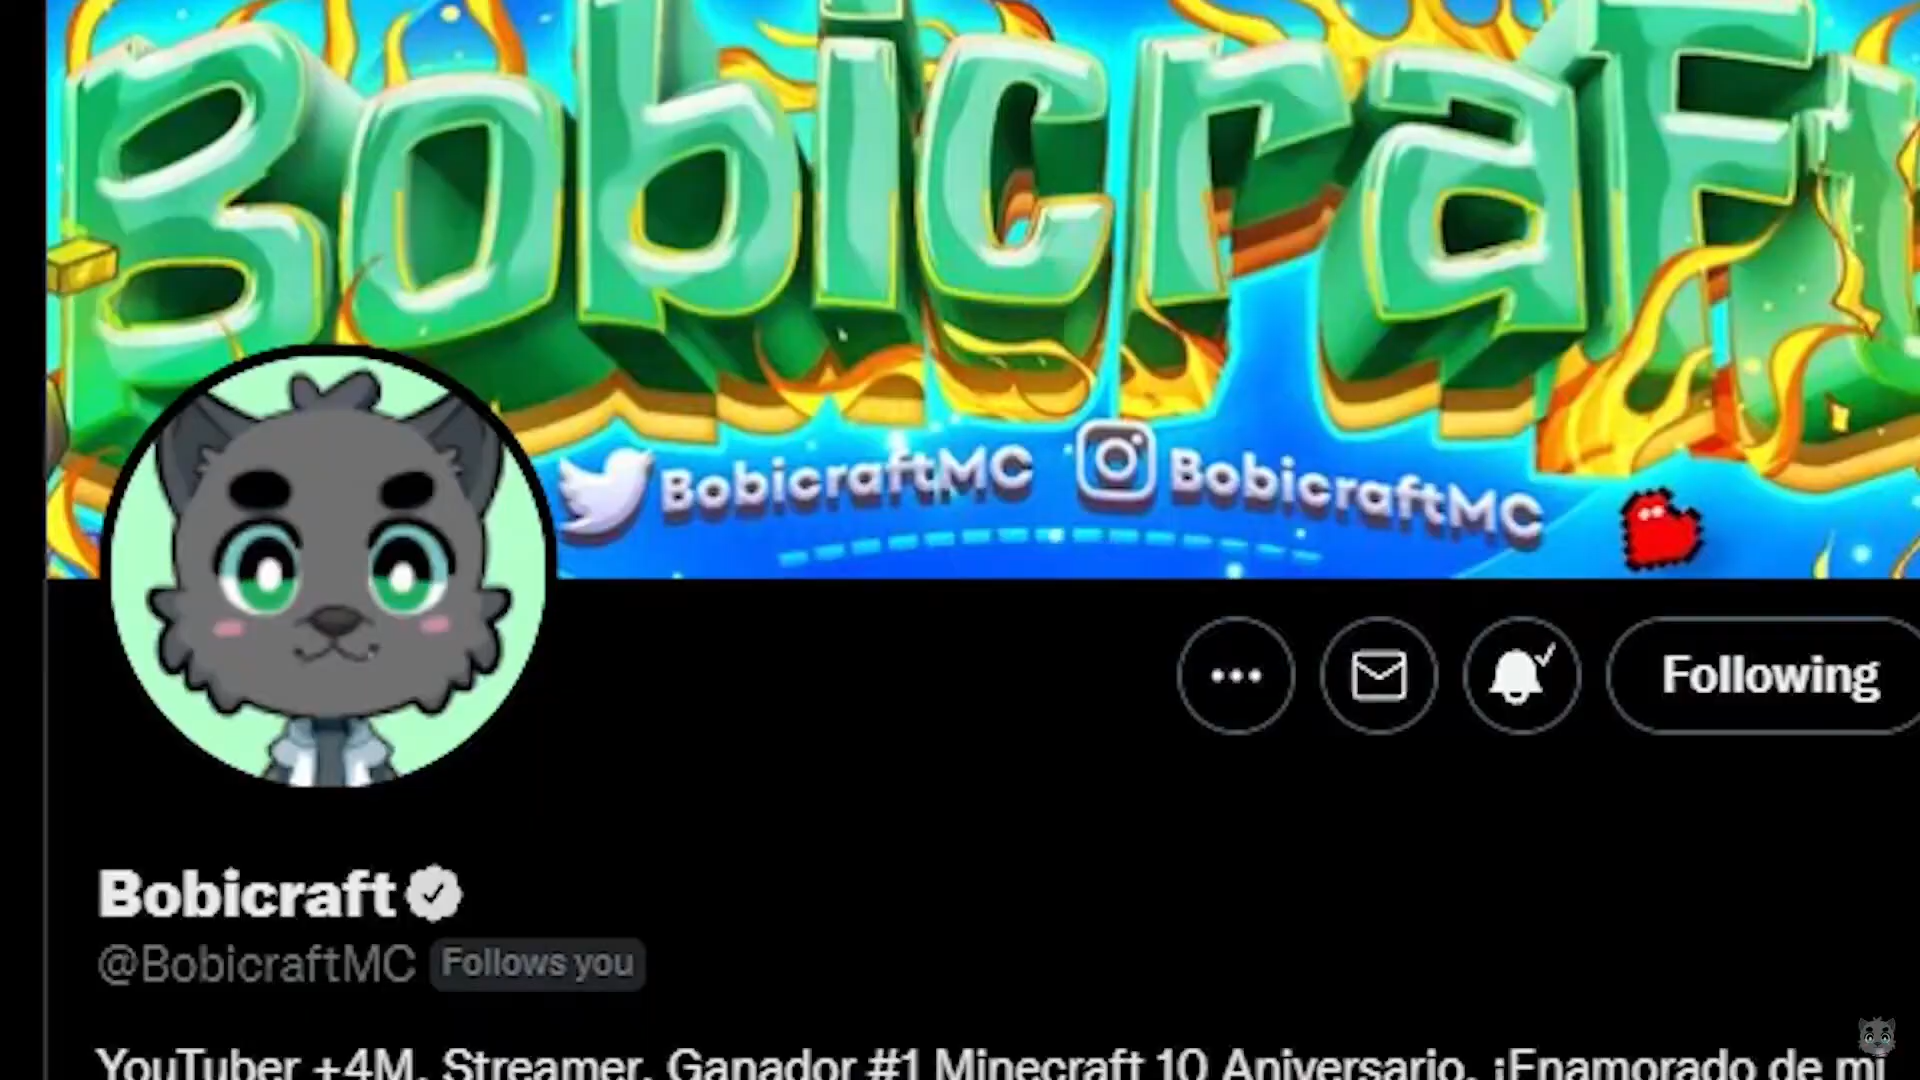 BobicraFt
BobicraftMC BobicraftMC
Following
Bobicraft
@BobicraftMC Follows you
YouTuber +4M. Streamer. Ganador #1 Minecraft 10 Aniversario. ¡Enamorado de mi